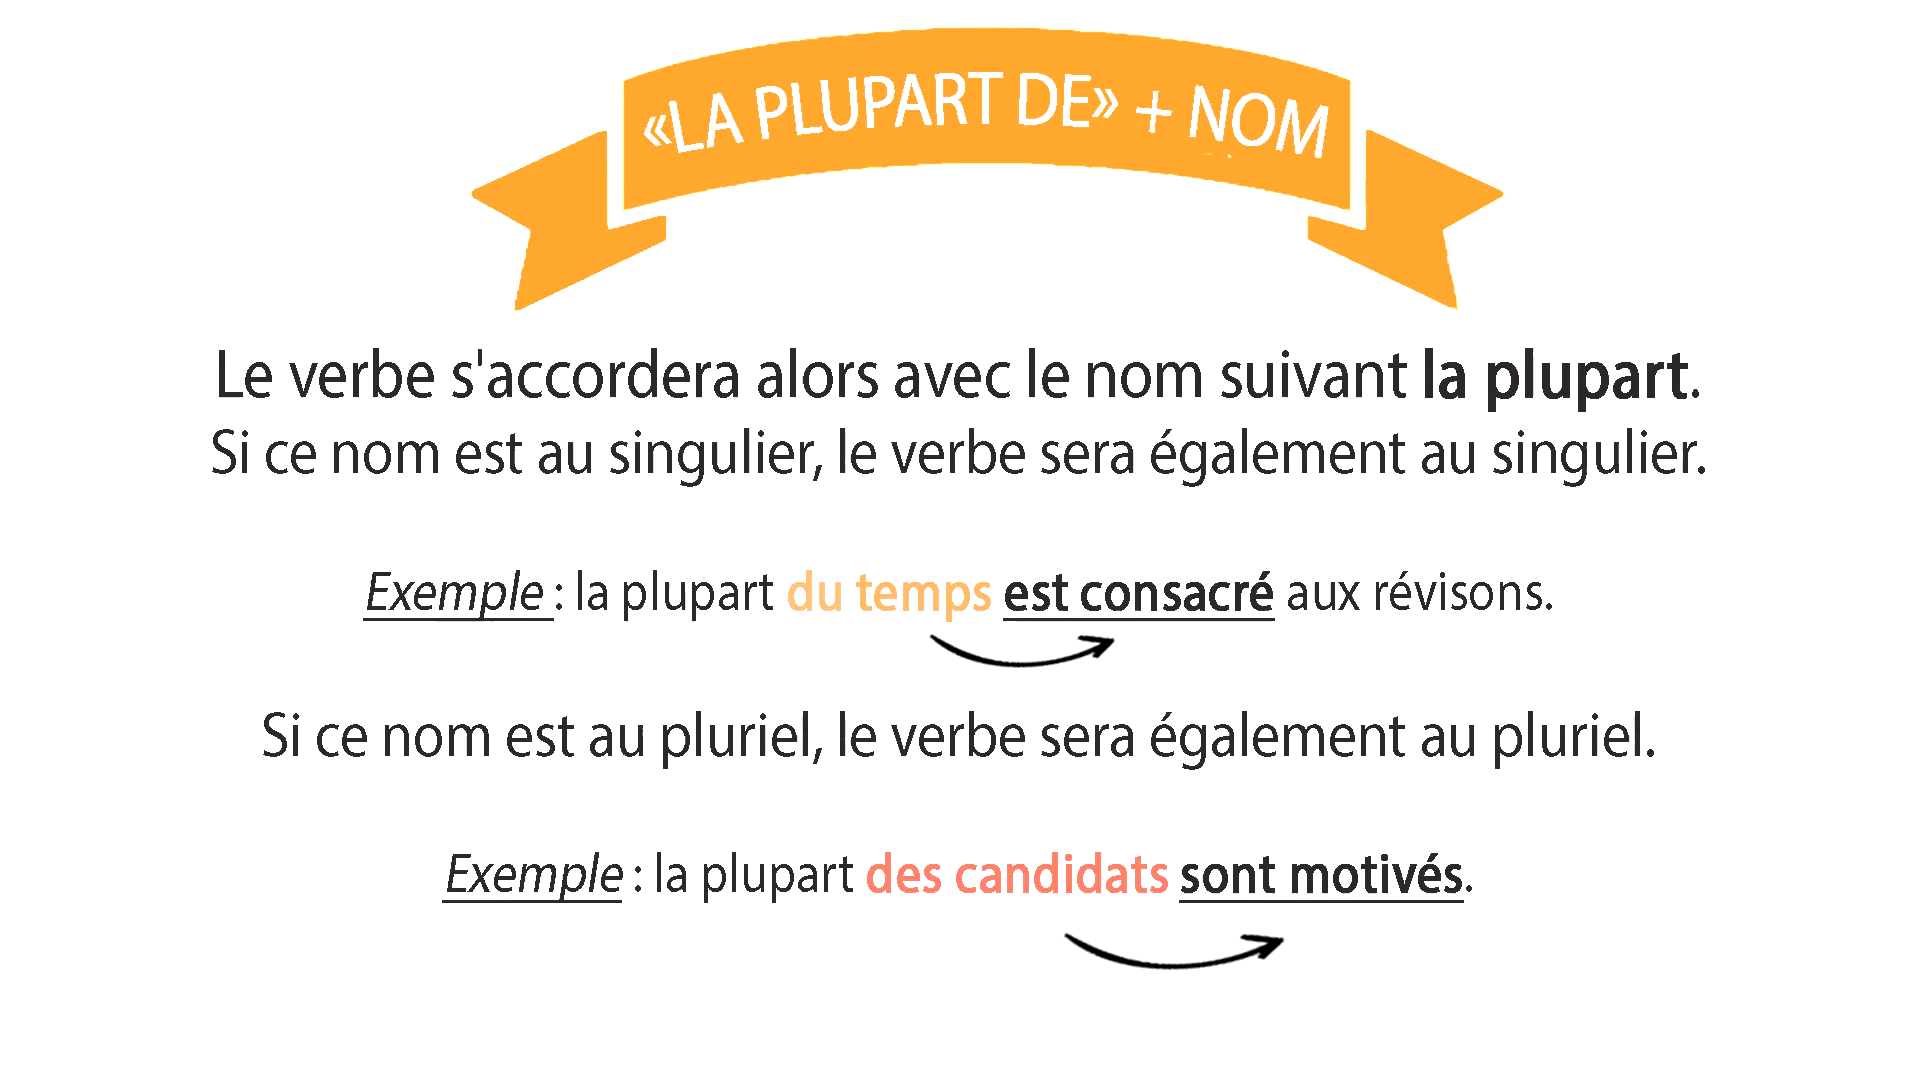 «LA PLUPART DE» + NOM
Le verbe s'accordera alors avec le nom suivant la plupart.
Si ce nom est au singulier, le verbe sera également au singulier.
Exemple : la plupart du temps est consacré aux révisons.
Si ce nom est au pluriel, le verbe sera également au pluriel.
Exemple : la plupart des candidats sont motivés.